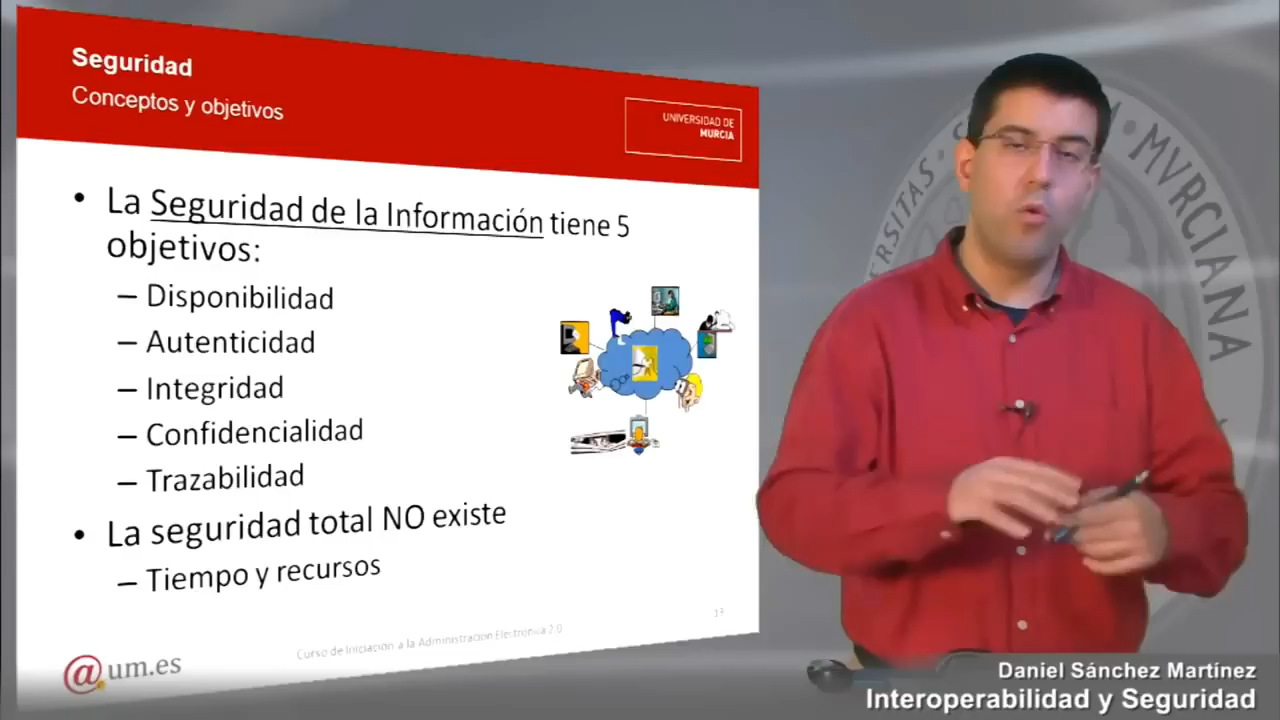 Seguridad
Conceptos y objetivos
UNIVERSIDAD DE
MURCIA
• La Seguridad de la Información tiene 5
objetivos:
– Disponibilidad
– Autenticidad
– Integridad
– Confidencialidad
– Trazabilidad
• La seguridad total NO existe
– Tiempo y recursos
Curso de Iniciación a la Administración Electrónica 2.0
@um.es
MVRCIANA
Daniel Sánchez Martínez
Interoperabilidad y Seguridad